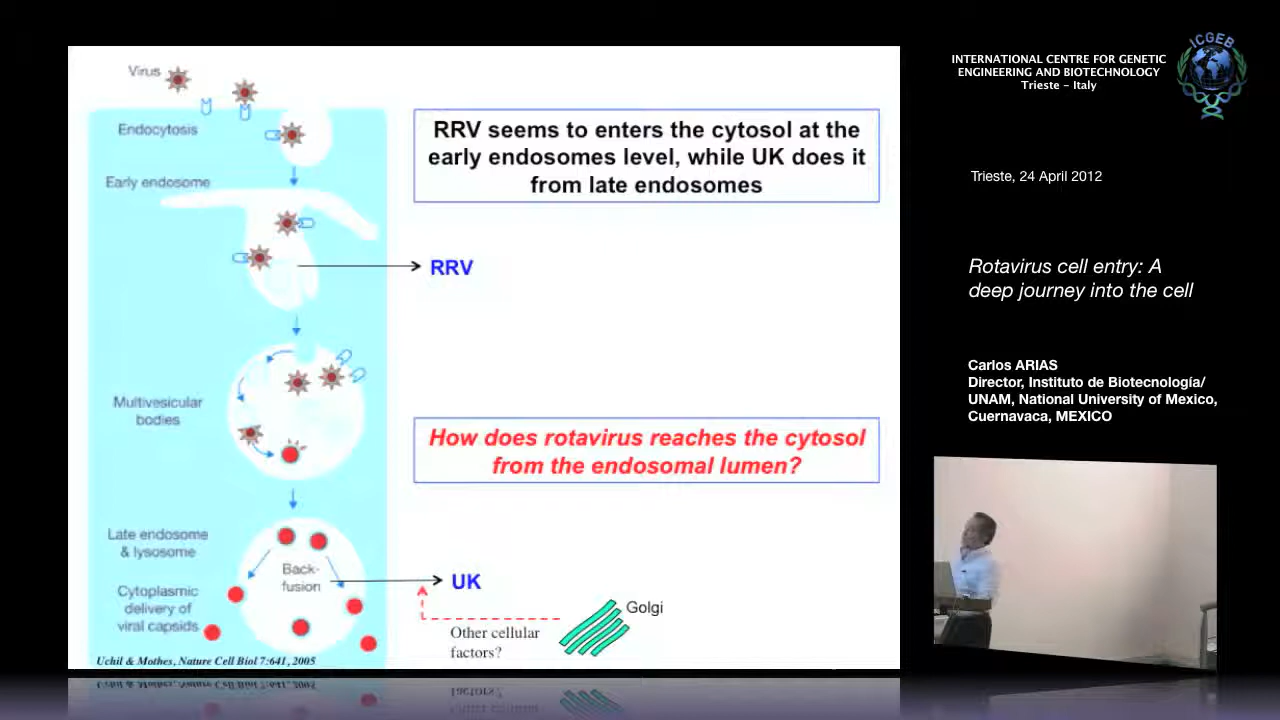 Virus
Endocytosis
Early endosome
RRV seems to enters the cytosol at the
early endosomes level, while UK does it
from late endosomes
RRV
Multivesicular
bodies
How does rotavirus reaches the cytosol
from the endosomal lumen?
Late endosome
& lysosome
Back-
fusion
UK
Cytoplasmic
delivery of
viral capsids
Golgi
Other cellular
factors?
Uchil & Mothes, Nature Cell Biol 7:641, 2005
INTERNATIONAL CENTRE FOR GENETIC
ENGINEERING AND BIOTECHNOLOGY
Trieste - Italy
ICGEB
Trieste, 24 April 2012
Rotavirus cell entry: A
deep journey into the cell
Carlos ARIAS
Director, Instituto de Biotecnología/
UNAM, National University of Mexico,
Cuernavaca, MEXICO